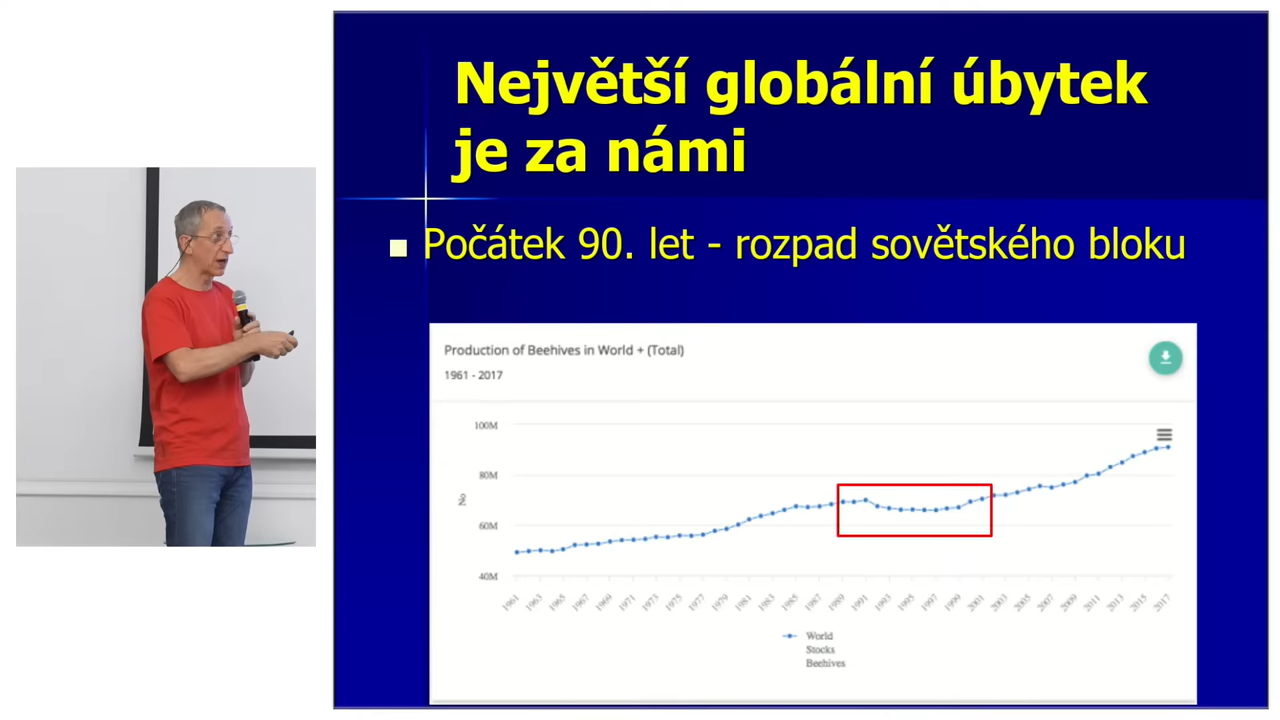 Největší globální úbytek
je za námi
Počátek 90. let - rozpad sovětského bloku
Production of Beehives in World + (Total)
1961 - 2017
100M
80M
60M
40M
No
1961 1963 1965 1967 1969 1971 1973 1975 1977 1979 1981 1983 1985 1987 1989 1991 1993 1995 1997 1999 2001 2003 2005 2007 2009 2011 2013 2015 2017
World
Stocks
Beehives